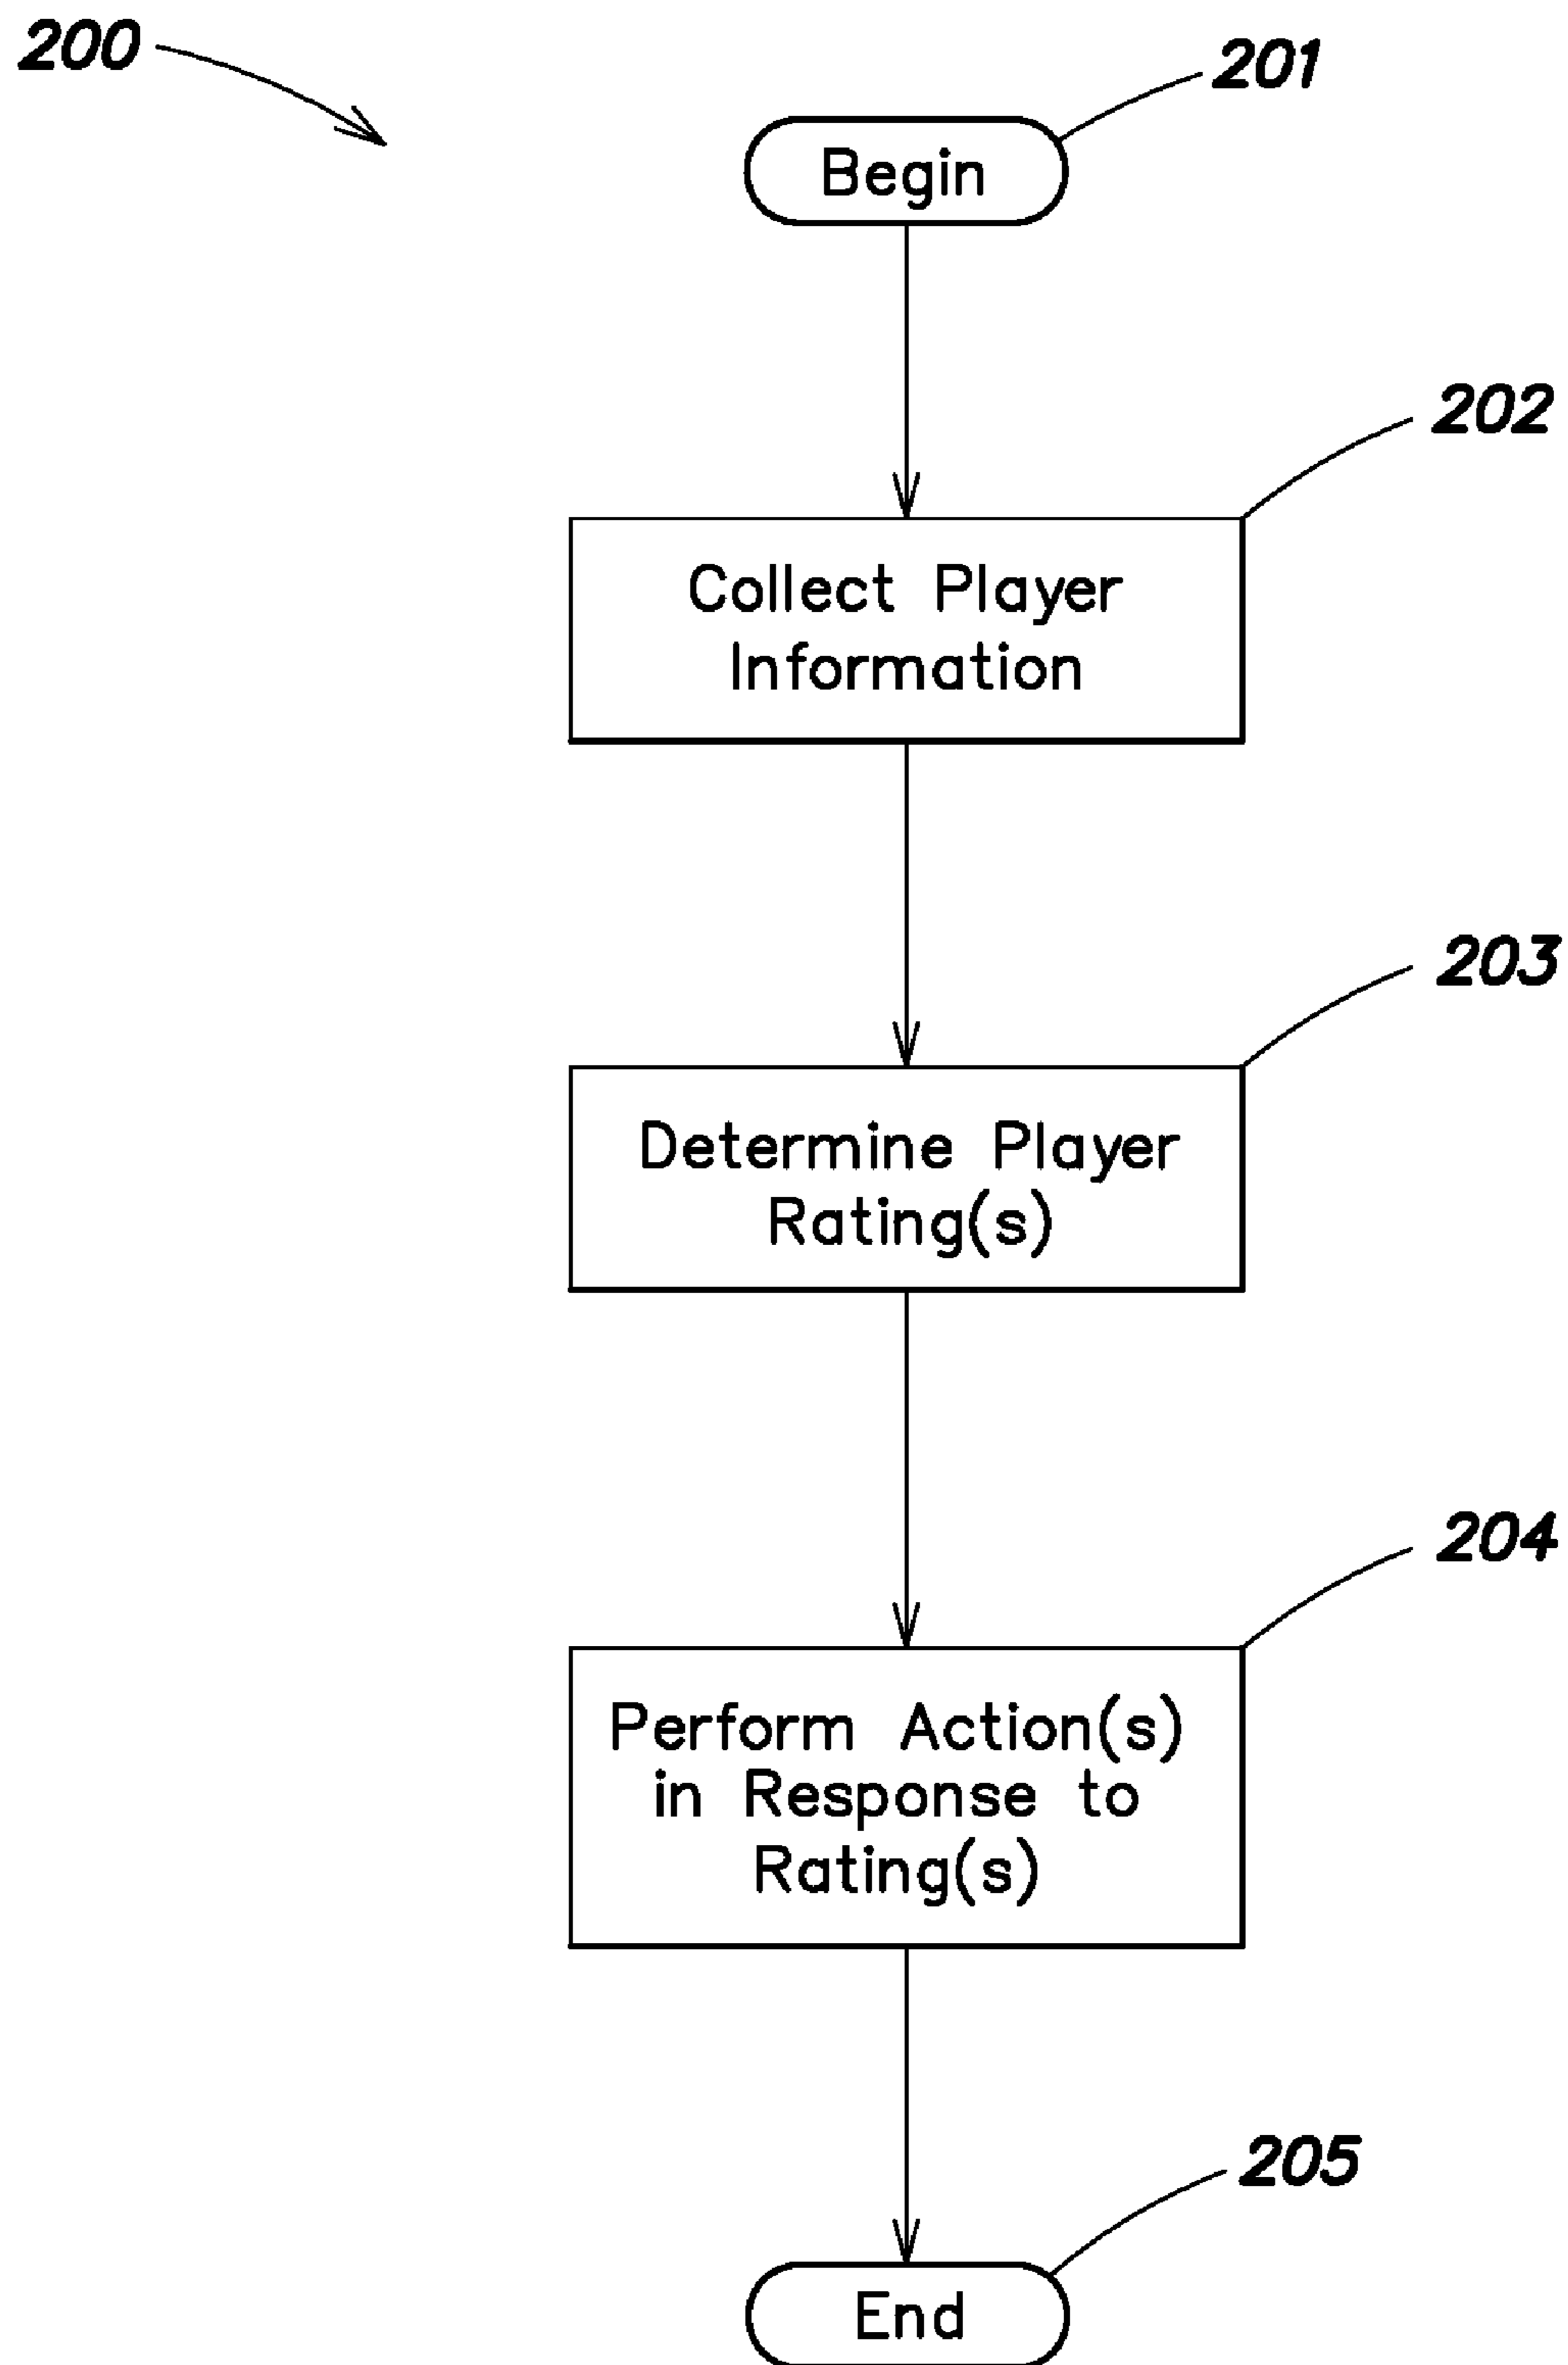 200
201
Begin
202
Collect Player
Information
203
Determine Player
Rating(s)
204
Perform Action(s)
in Response to
Rating(s)
205
End